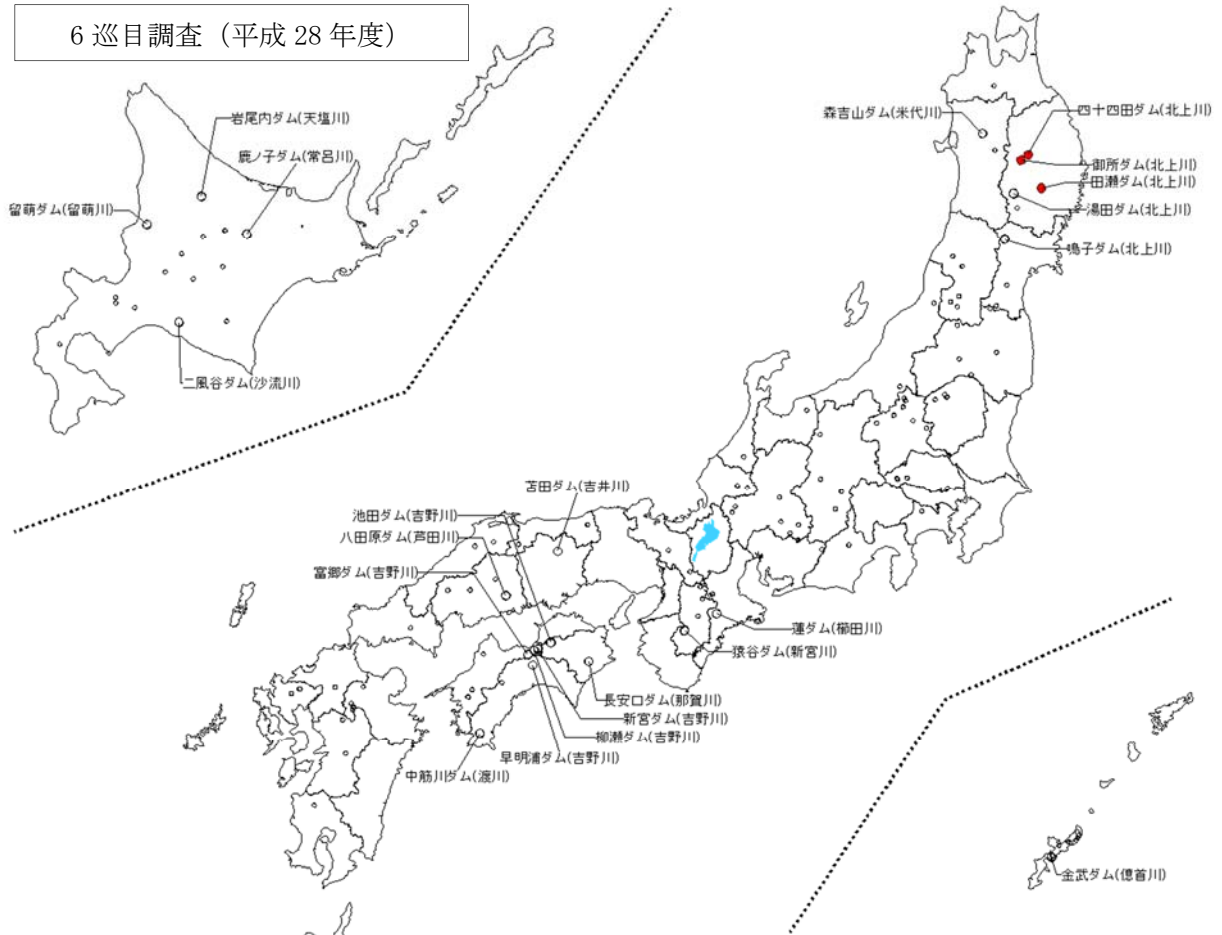 6 巡目調査（平成 28 年度）
岩尾内ダム(天塩川)
鹿ノ子ダム(常呂川)
留萌ダム(留萌川)
二風谷ダム(沙流川)
森吉山ダム(米代川)
四十四田ダム(北上川)
御所ダム(北上川)
田瀬ダム(北上川)
湯田ダム(北上川)
鳴子ダム(北上川)
苫田ダム(吉井川)
池田ダム(吉野川)
八田原ダム(芦田川)
富郷ダム(吉野川)
蓮ダム(櫛田川)
猿谷ダム(新宮川)
長安口ダム(那賀川)
新宮ダム(吉野川)
柳瀬ダム(吉野川)
早明浦ダム(吉野川)
中筋川ダム(渡川)
金武ダム(億首川)